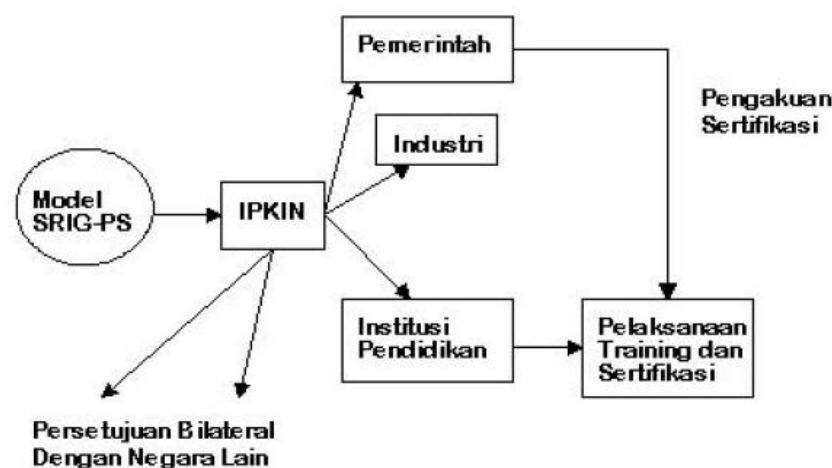 Pemerintah
Pengakuan
Sertifikasi
Industri
Model
SRIG-PS
IPKIN
Institusi
Pendidikan
Pelaksanaan
Training dan
Sertifikasi
Persetujuan Bilateral
Dengan Negara Lain